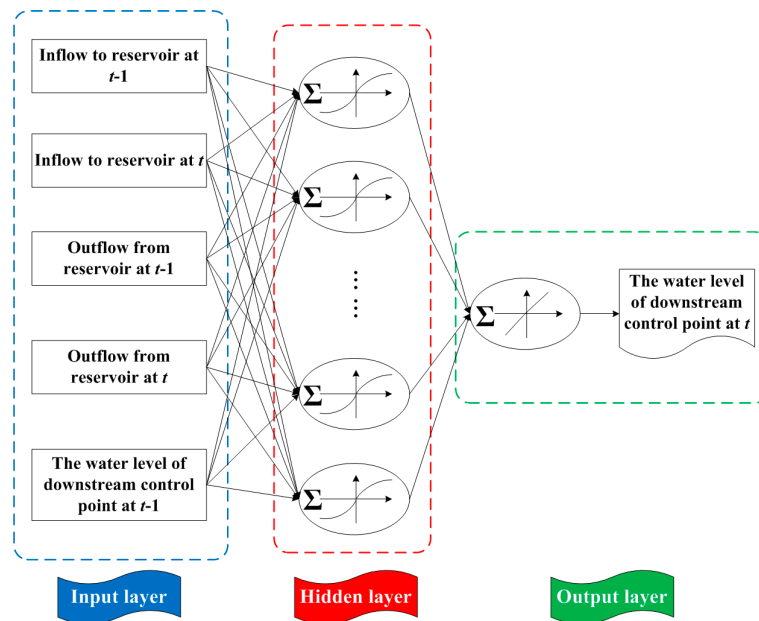 Inflow to reservoir at
t-1
Inflow to reservoir at t
Outflow from
reservoir at t-1
Outflow from
reservoir at t
The water level of
downstream control
point at t-1
Σ
Σ
Σ
Σ
Σ
The water level
of downstream
control point at t
Input layer
Hidden layer
Output layer